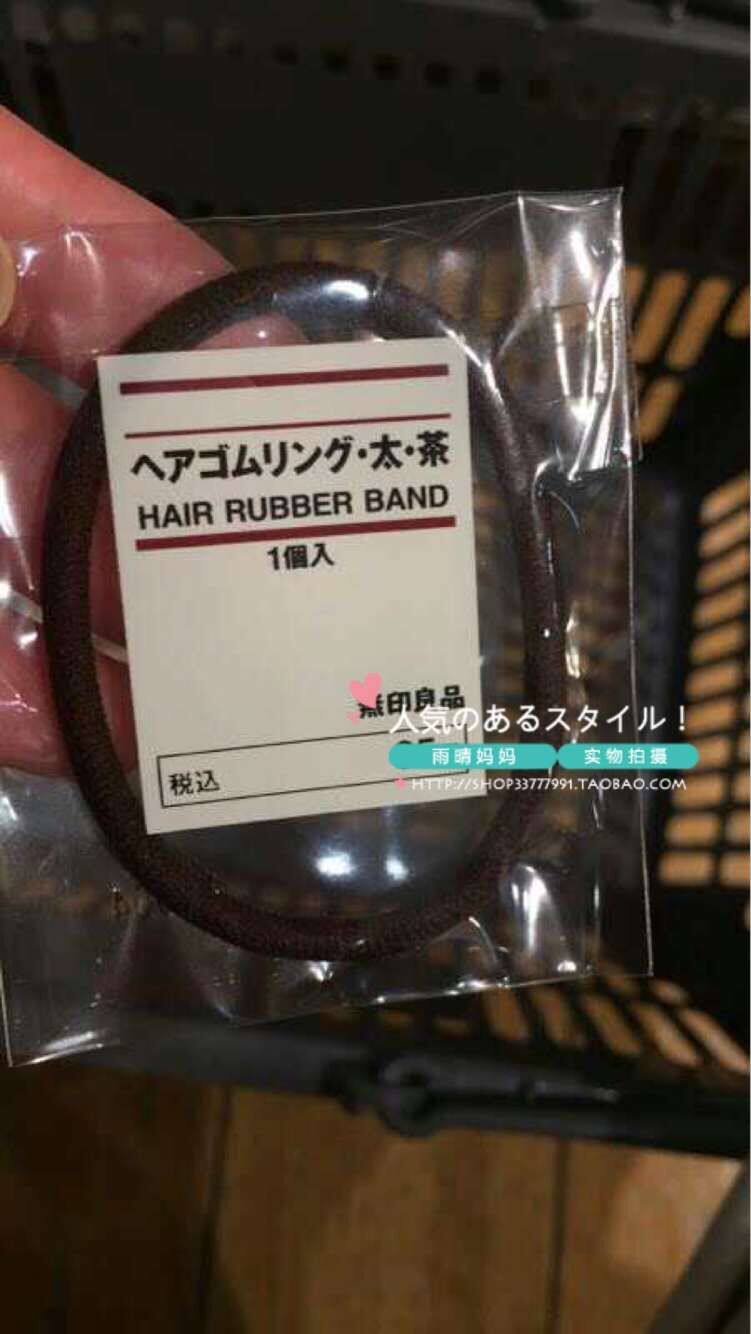 ヘアゴムリング・太・茶
HAIR RUBBER BAND
1個入
無印良品
人気のあるスタイル！
雨晴妈妈 实物拍摄
税込
HTTP://SHOP33777991.TAOBAO.COM